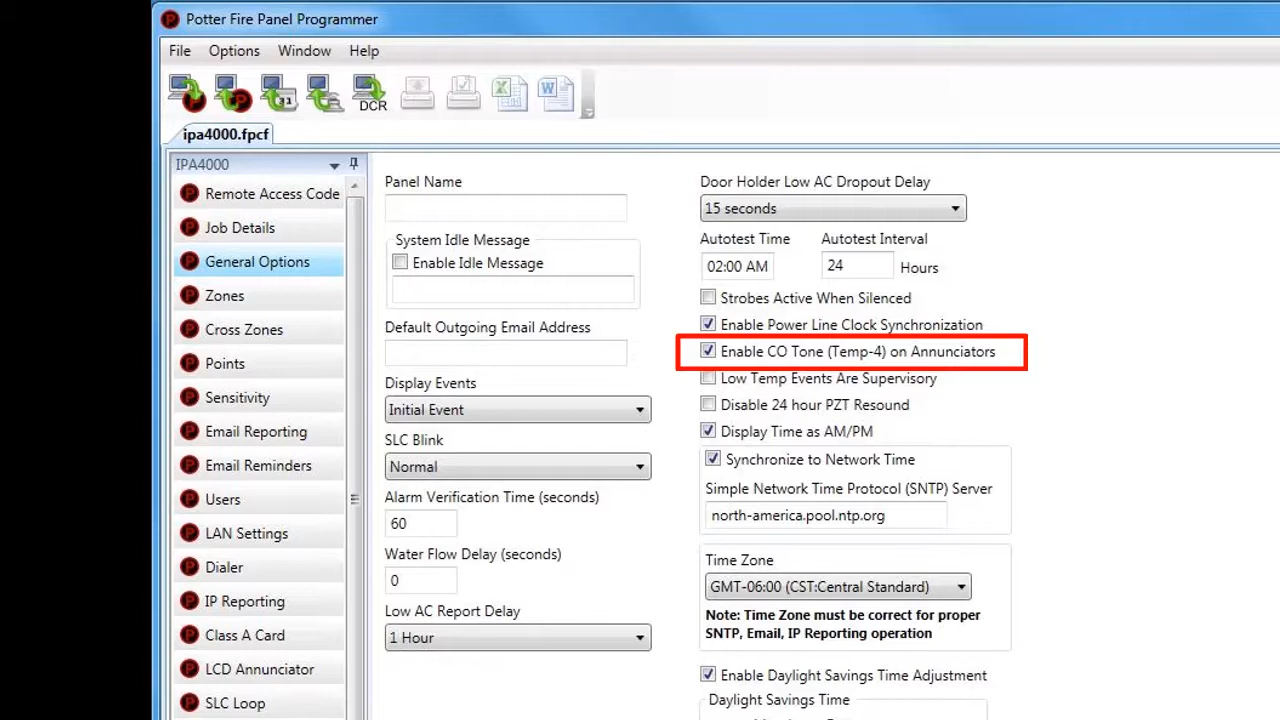 Potter Fire Panel Programmer
File Options Window Help
31
DCR
ipa4000.fpcf
IPA4000
Remote Access Code
Job Details
General Options
Zones
Cross Zones
Points
Sensitivity
Email Reporting
Email Reminders
Users
LAN Settings
Dialer
IP Reporting
Class A Card
LCD Annunciator
SLC Loop
Panel Name
System Idle Message
Enable Idle Message
Default Outgoing Email Address
Display Events
Initial Event
SLC Blink
Normal
Alarm Verification Time (seconds)
60
Water Flow Delay (seconds)
0
Low AC Report Delay
1 Hour
Door Holder Low AC Dropout Delay
15 seconds
Autotest Time Autotest Interval
02:00 AM 24 Hours
Strobes Active When Silenced
Enable Power Line Clock Synchronization
Enable CO Tone (Temp-4) on Annunciators
Low Temp Events Are Supervisory
Disable 24 hour PZT Resound
Display Time as AM/PM
Synchronize to Network Time
Simple Network Time Protocol (SNTP) Server
north-america.pool.ntp.org
Time Zone
GMT-06:00 (CST:Central Standard)
Note: Time Zone must be correct for proper
SNTP, Email, IP Reporting operation
Enable Daylight Savings Time Adjustment
Daylight Savings Time